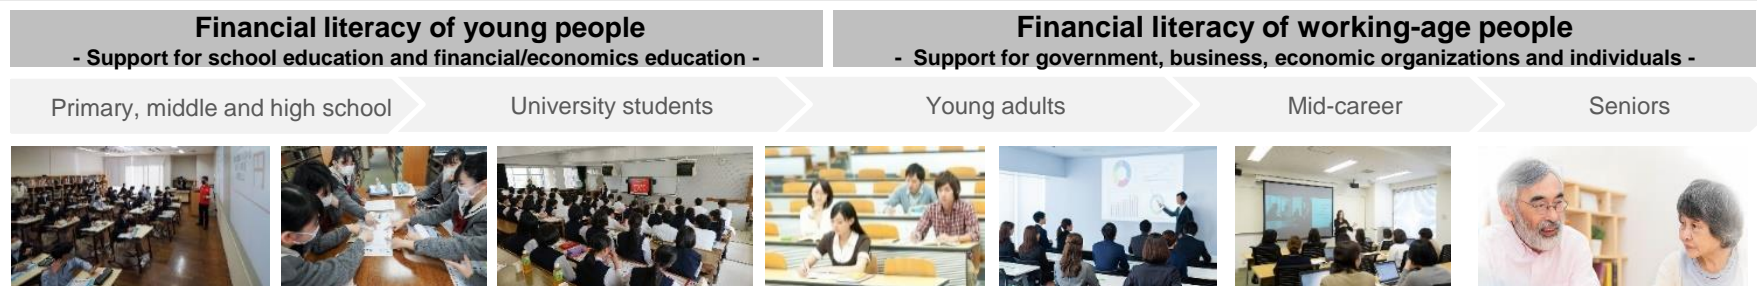 Financial literacy of young people
- Support for school education and financial/economics education -
Financial literacy of working-age people
- Support for government, business, economic organizations and individuals -
Primary, middle and high school
University students
Young adults
Mid-career
Seniors